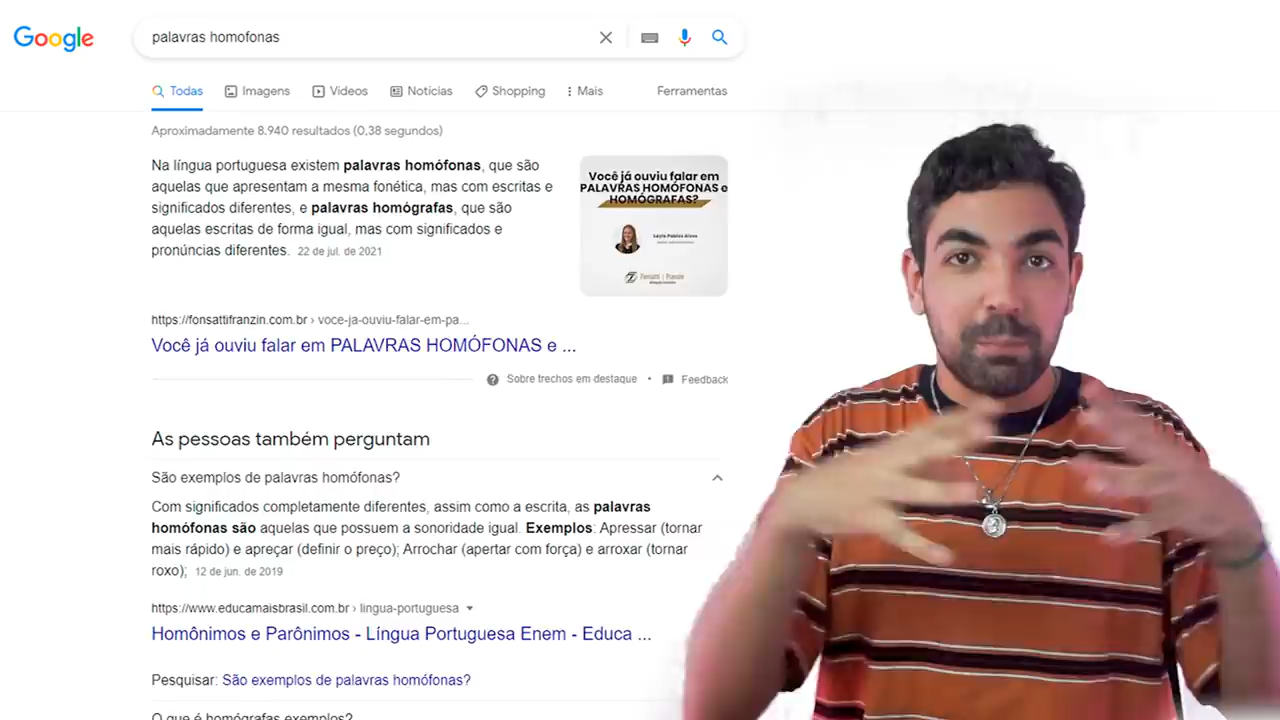 Google
palavras homofonas
Todas
Imagens
Vídeos
Notícias
Shopping
Mais
Ferramentas
Aproximadamente 8.940 resultados (0,38 segundos)
Na língua portuguesa existem palavras homófonas, que são
aquelas que apresentam a mesma fonética, mas com escritas e
significados diferentes, e palavras homógrafas, que são
aquelas escritas de forma igual, mas com significados e
pronúncias diferentes. 22 de jul. de 2021
Você já ouviu falar em
PALAVRAS HOMÓFONAS e
HOMÓGRAFAS?
https://fonsattifranzin.com.br › voce-ja-ouviu-falar-em-pa...
Você já ouviu falar em PALAVRAS HOMÓFONAS e ...
Sobre trechos em destaque • Feedback
As pessoas também perguntam
São exemplos de palavras homófonas?
Com significados completamente diferentes, assim como a escrita, as palavras
homófonas são aquelas que possuem a sonoridade igual. Exemplos: Apressar (tornar
mais rápido) e apreçar (definir o preço); Arrochar (apertar com força) e arroxar (tornar
roxo); 12 de jun. de 2019
https://www.educamaisbrasil.com.br › lingua-portuguesa
Homônimos e Parônimos - Língua Portuguesa Enem - Educa ...
Pesquisar: São exemplos de palavras homófonas?
O que é homógrafas exemplos?